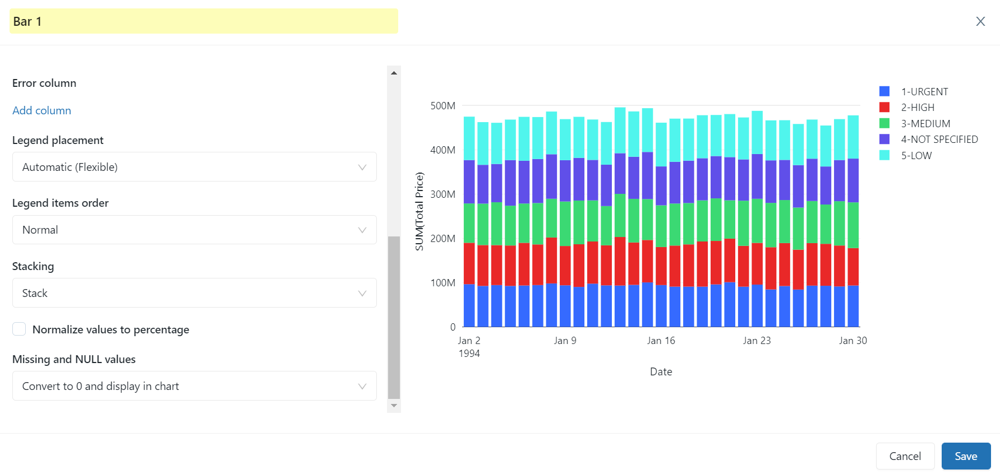 Bar 1
Error column
Add column
Legend placement
Automatic (Flexible)
Legend items order
Normal
Stacking
Stack
Normalize values to percentage
Missing and NULL values
Convert to 0 and display in chart
SUM(Total Price)
500M
400M
300M
200M
100M
0
Jan 2
1994
Jan 9
Jan 16
Jan 23
Jan 30
Date
1-URGENT
2-HIGH
3-MEDIUM
4-NOT SPECIFIED
5-LOW
Cancel
Save